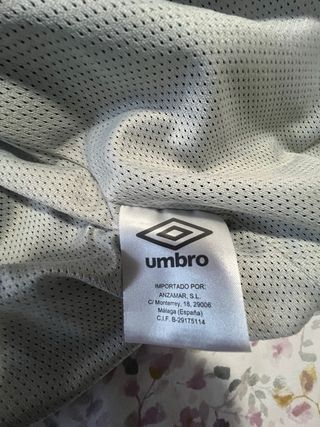 umbro
IMPORTADO POR:
ANZAMAR, S.L.
C/ Monterrey, 18, 29006
Málaga (España)
C.I.F. B-29175114